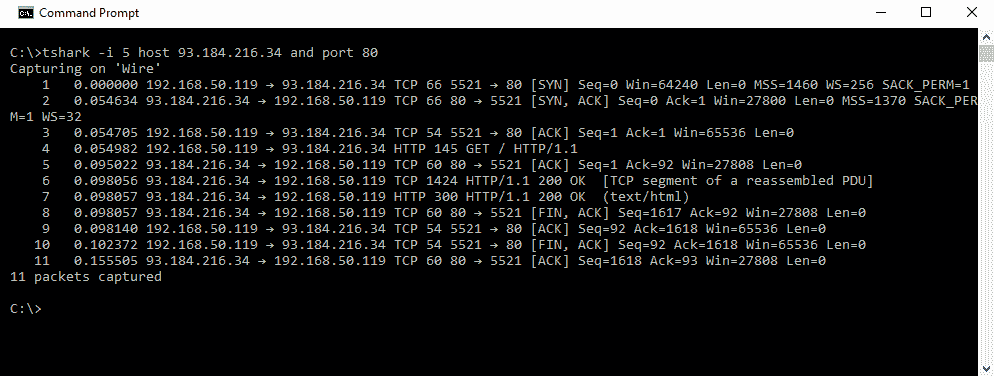 Command Prompt
C:\>tshark -i 5 host 93.184.216.34 and port 80
Capturing on 'Wire'
1 0.000000 192.168.50.119 → 93.184.216.34 TCP 66 5521 → 80 [SYN] Seq=0 Win=64240 Len=0 MSS=1460 WS=256 SACK_PERM=1
2 0.054634 93.184.216.34 → 192.168.50.119 TCP 66 80 → 5521 [SYN, ACK] Seq=0 Ack=1 Win=27800 Len=0 MSS=1370 SACK_PER
M=1 WS=32
3 0.054705 192.168.50.119 → 93.184.216.34 TCP 54 5521 → 80 [ACK] Seq=1 Ack=1 Win=65536 Len=0
4 0.054982 192.168.50.119 → 93.184.216.34 HTTP 145 GET / HTTP/1.1
5 0.095022 93.184.216.34 → 192.168.50.119 TCP 60 80 → 5521 [ACK] Seq=1 Ack=92 Win=27808 Len=0
6 0.098056 93.184.216.34 → 192.168.50.119 TCP 1424 HTTP/1.1 200 OK  [TCP segment of a reassembled PDU]
7 0.098057 93.184.216.34 → 192.168.50.119 HTTP 300 HTTP/1.1 200 OK  (text/html)
8 0.098057 93.184.216.34 → 192.168.50.119 TCP 60 80 → 5521 [FIN, ACK] Seq=1617 Ack=92 Win=27808 Len=0
9 0.098140 192.168.50.119 → 93.184.216.34 TCP 54 5521 → 80 [ACK] Seq=92 Ack=1618 Win=65536 Len=0
10 0.102372 192.168.50.119 → 93.184.216.34 TCP 54 5521 → 80 [FIN, ACK] Seq=92 Ack=1618 Win=65536 Len=0
11 0.155505 93.184.216.34 → 192.168.50.119 TCP 60 80 → 5521 [ACK] Seq=1618 Ack=93 Win=27808 Len=0
11 packets captured
C:\>